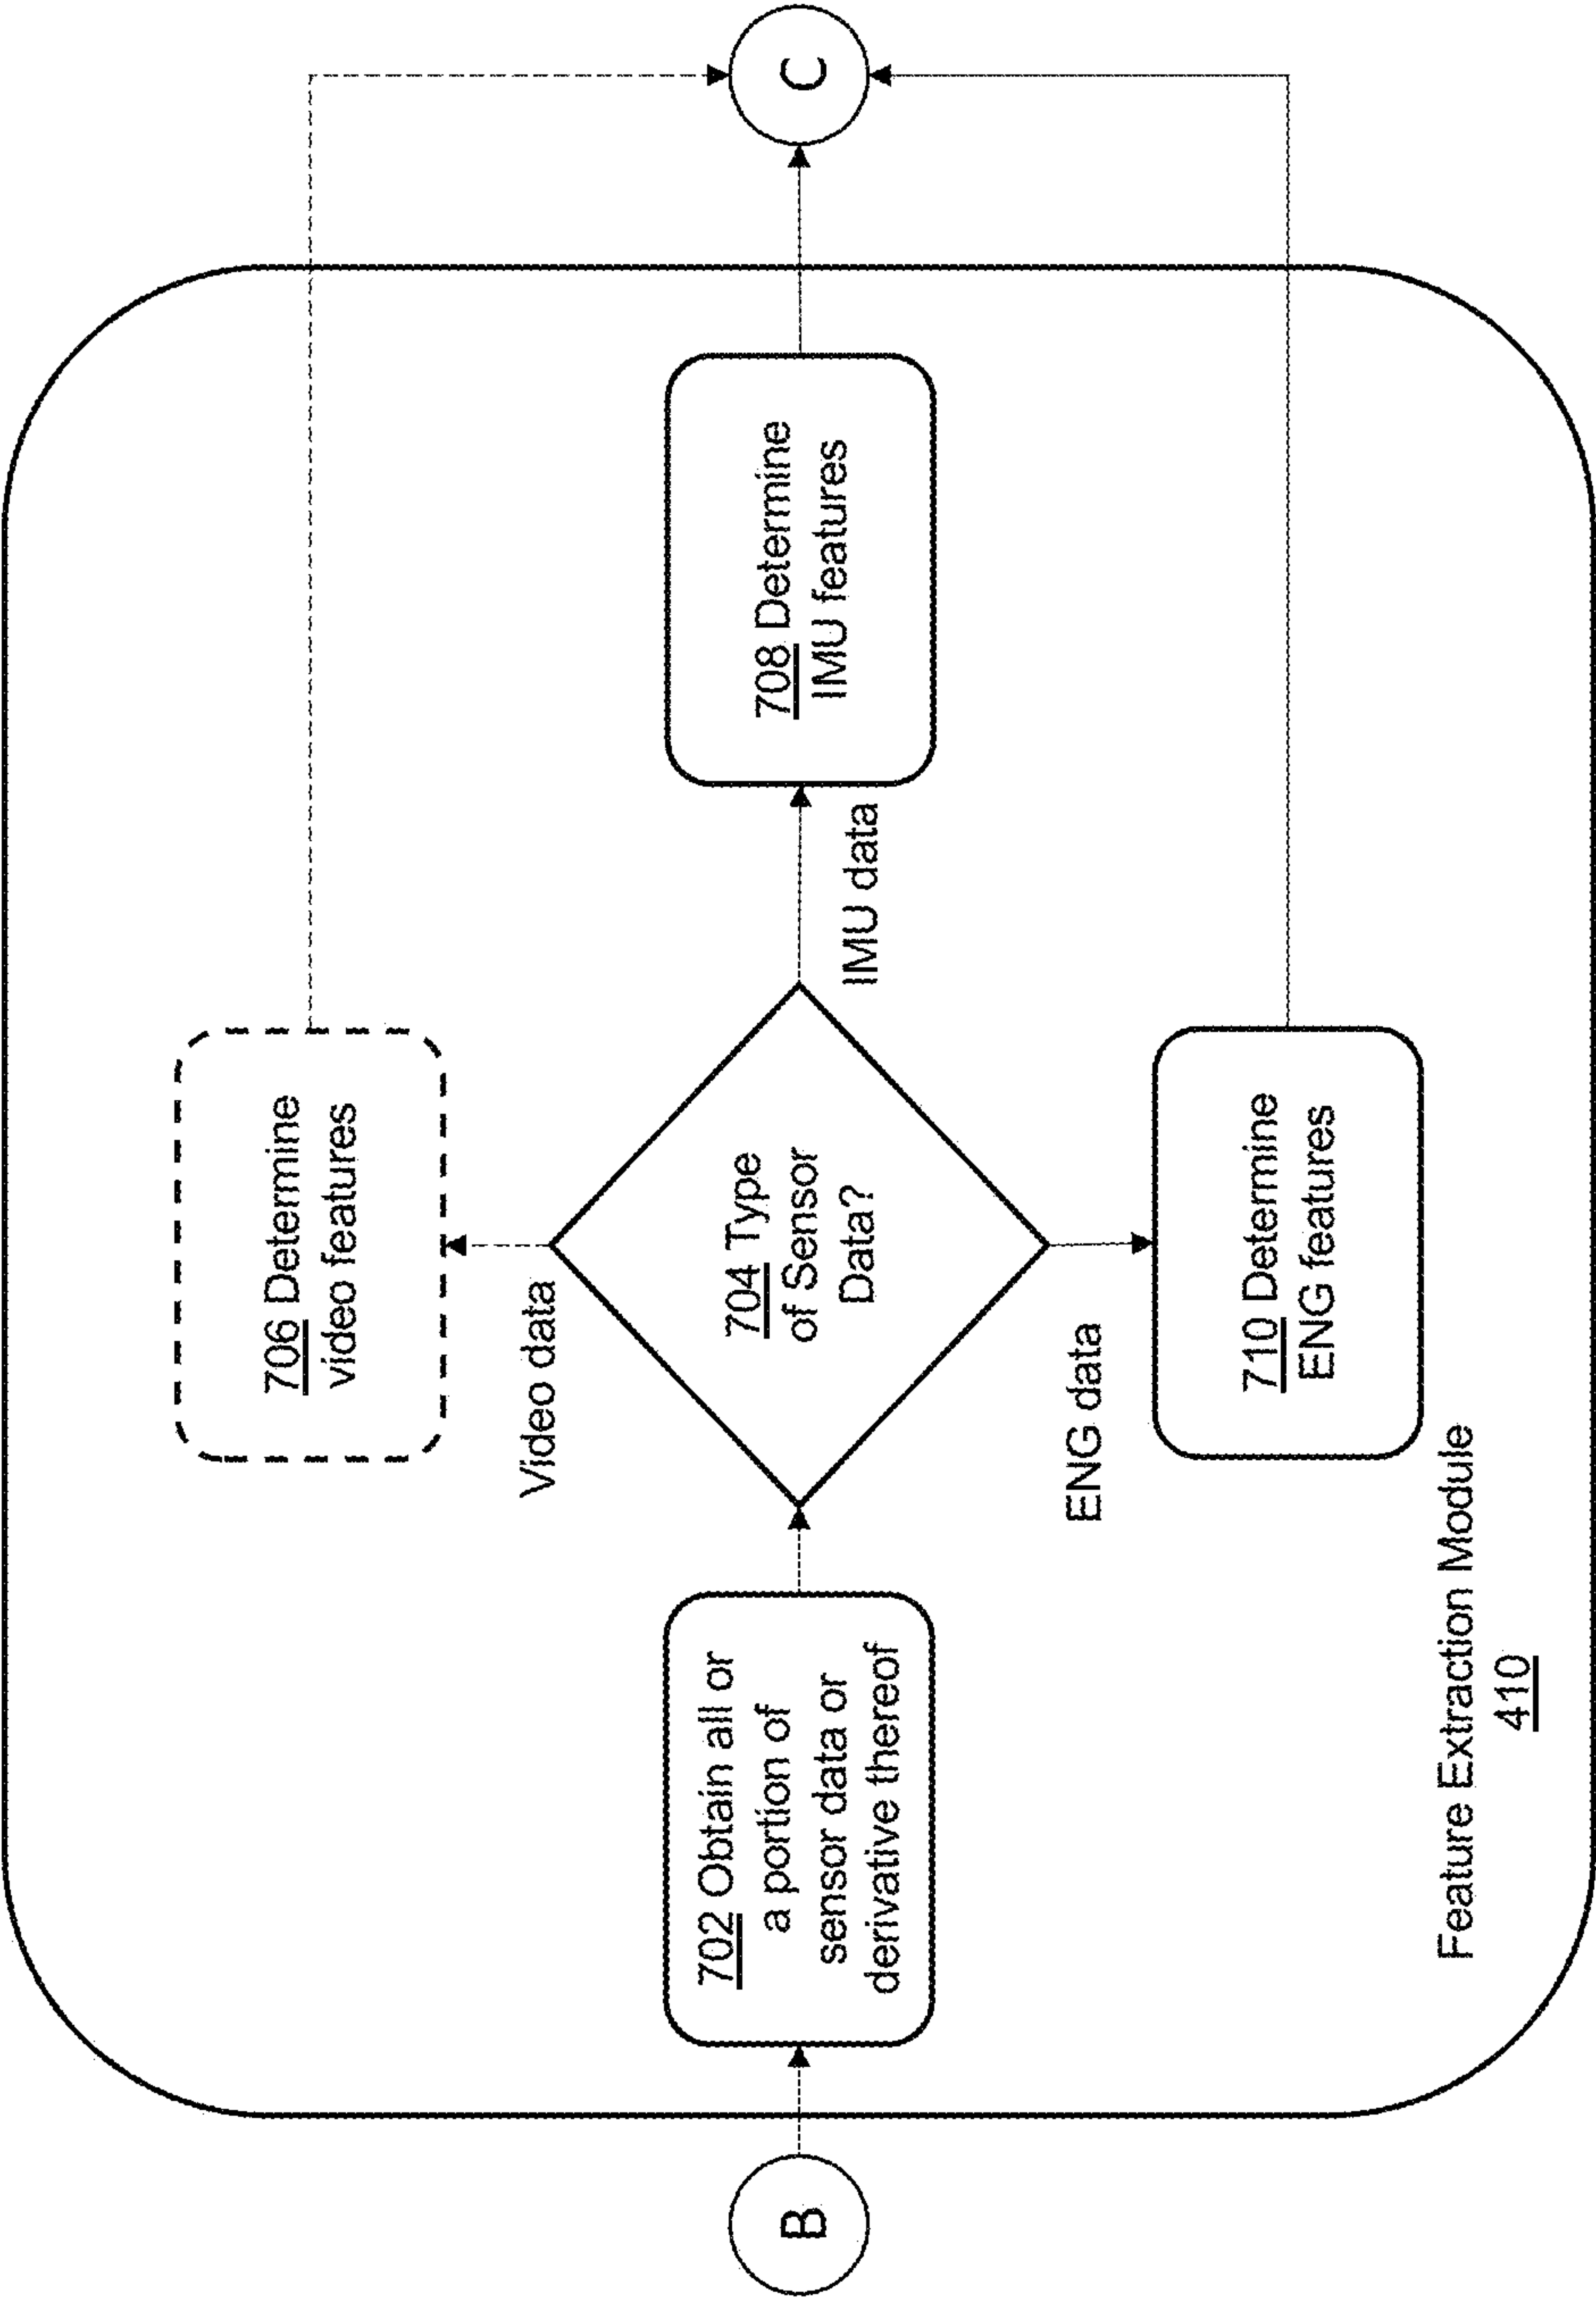 B
702 Obtain all or
a portion of
sensor data or
derivative thereof
Video data
706 Determine
video features
704 Type
of Sensor
Data?
IMU data
708 Determine
IMU features
ENG data
710 Determine
ENG features
Feature Extraction Module
410
C